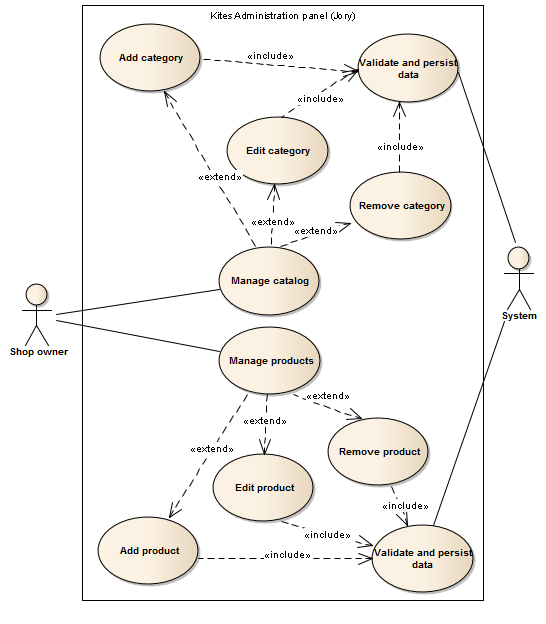 Kites Administration panel (Jory)
Add category
«include»
Validate and persist
data
«include»
Edit category
«include»
«extend»
Remove category
«extend»
«extend»
Manage catalog
System
Shop owner
Manage products
«extend»
«extend»
«extend»
Remove product
Edit product
«include»
«include»
Add product
«include»
Validate and persist
data